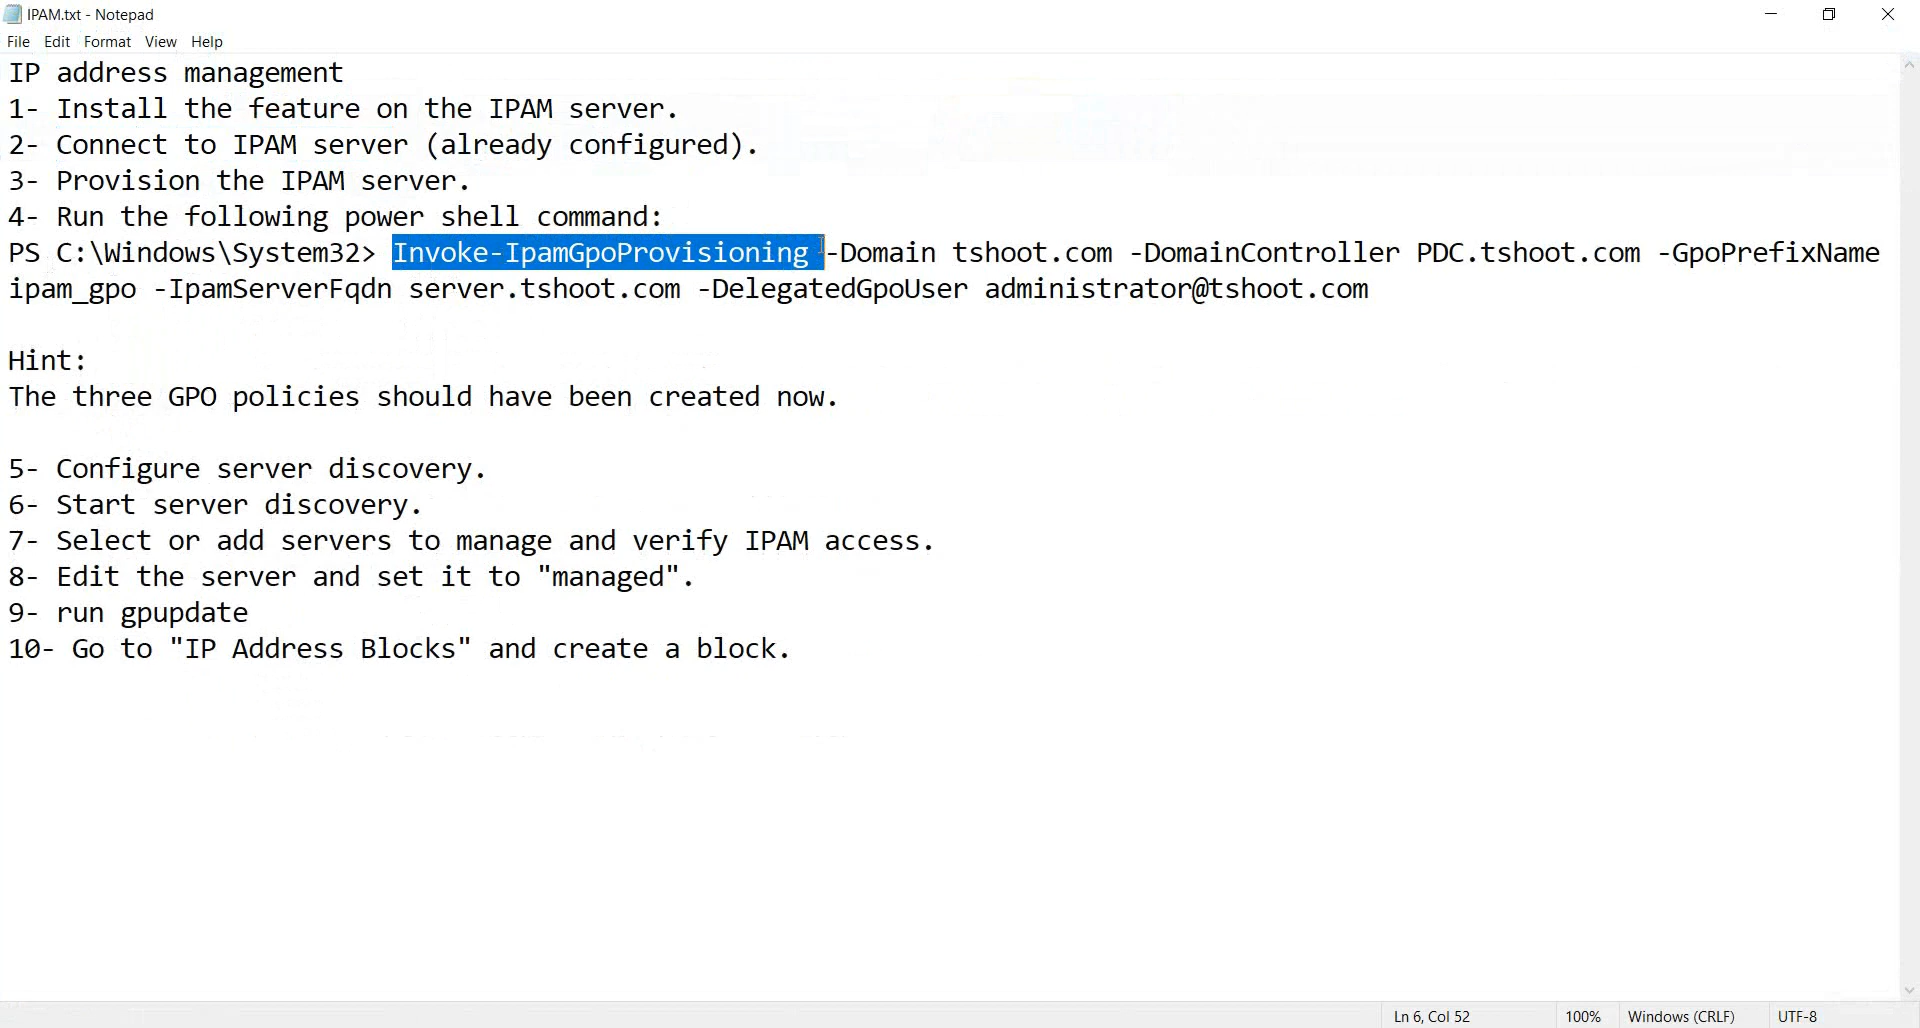 IPAM.txt - Notepad
File Edit Format View Help
IP address management
1- Install the feature on the IPAM server.
2- Connect to IPAM server (already configured).
3- Provision the IPAM server.
4- Run the following power shell command:
PS C:\Windows\System32> Invoke-IpamGpoProvisioning -Domain tshoot.com -DomainController PDC.tshoot.com -GpoPrefixName
ipam_gpo -IpamServerFqdn server.tshoot.com -DelegatedGpoUser administrator@tshoot.com
Hint:
The three GPO policies should have been created now.
5- Configure server discovery.
6- Start server discovery.
7- Select or add servers to manage and verify IPAM access.
8- Edit the server and set it to "managed".
9- run gpupdate
10- Go to "IP Address Blocks" and create a block.
Ln 6, Col 52 100% Windows (CRLF) UTF-8